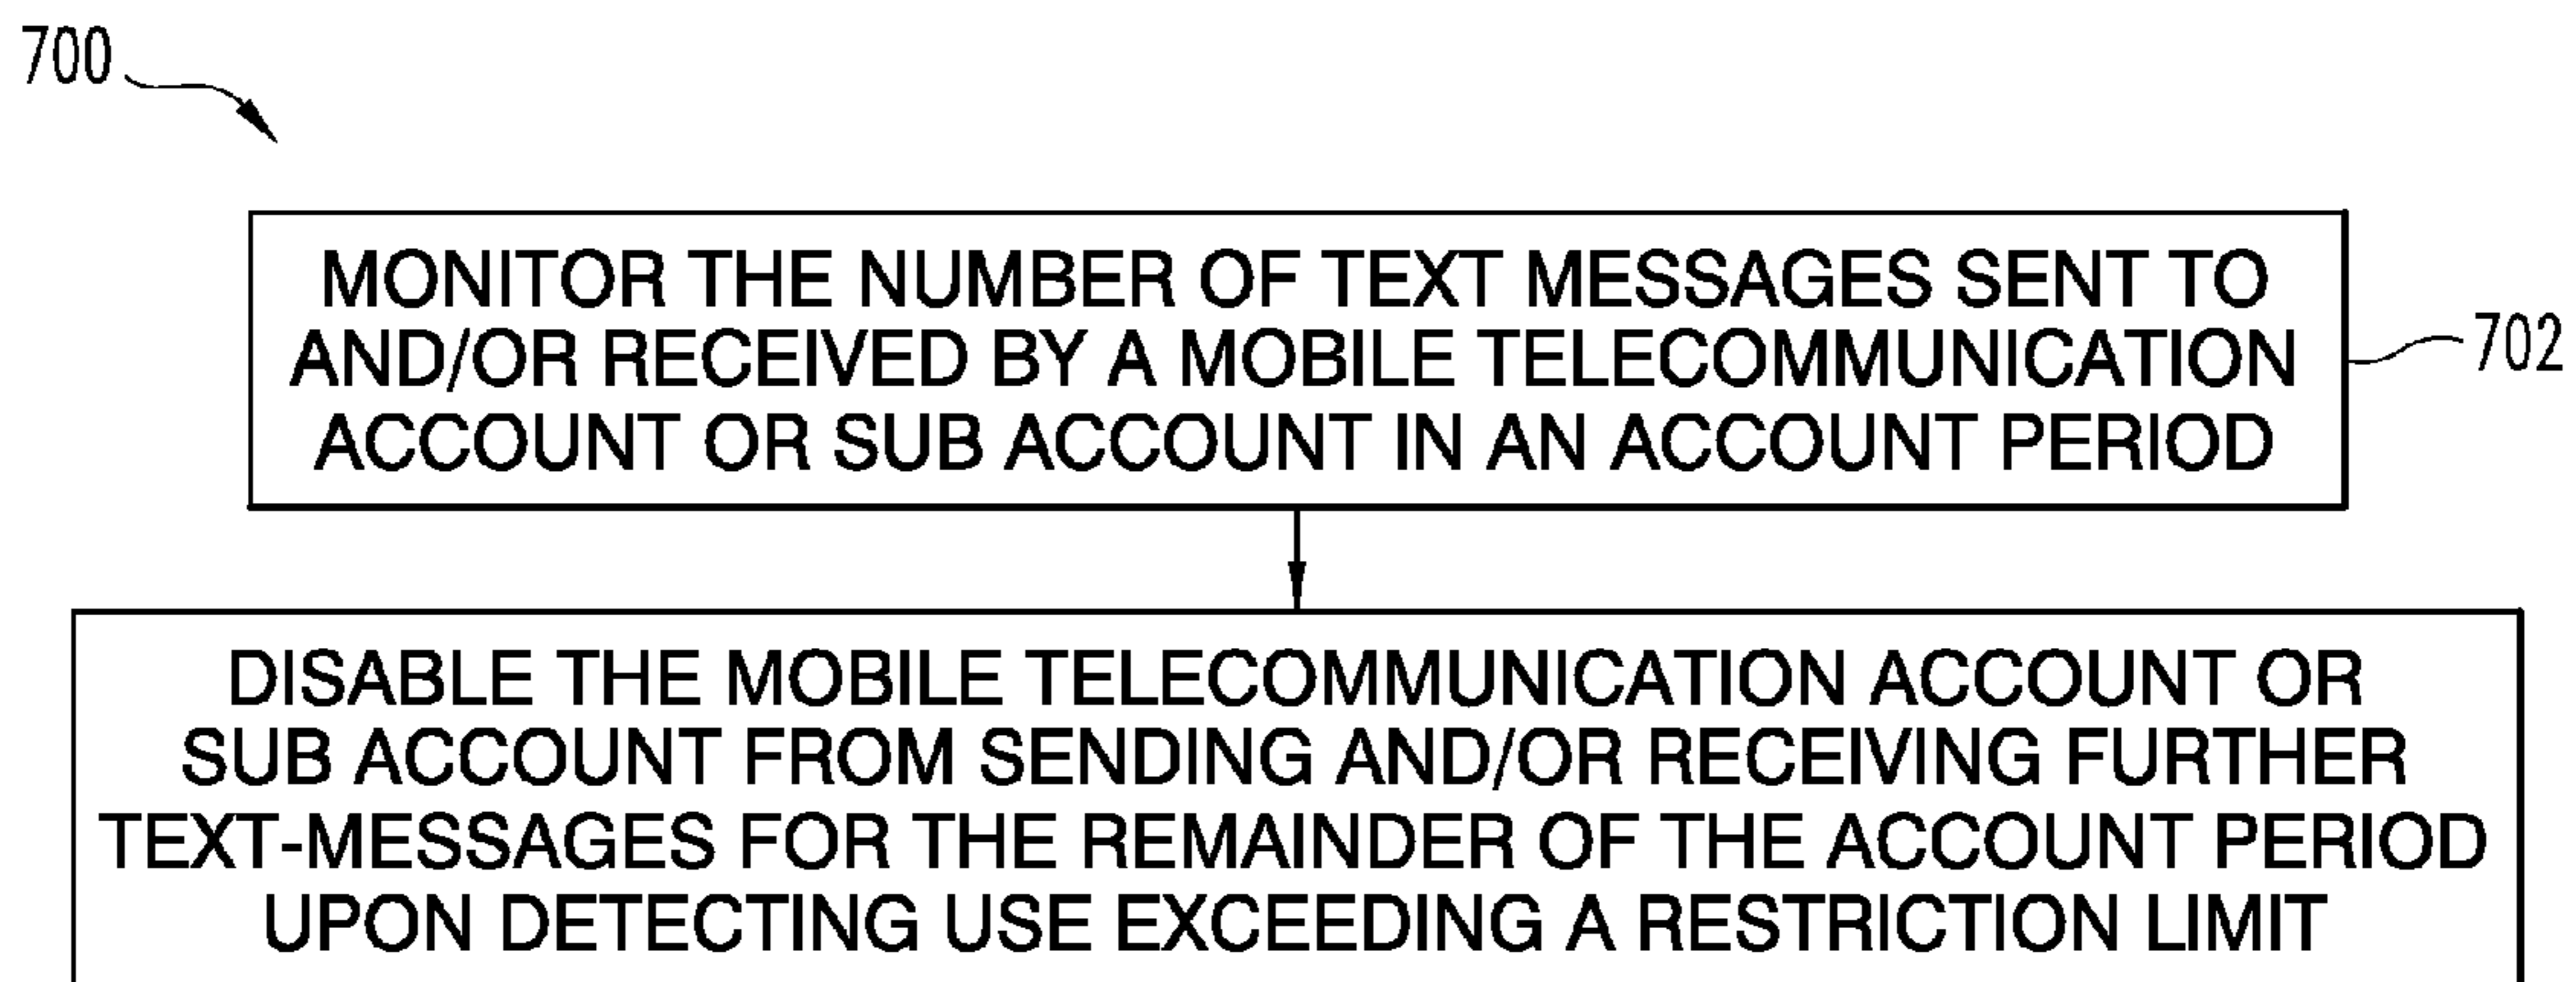 700
MONITOR THE NUMBER OF TEXT MESSAGES SENT TO
AND/OR RECEIVED BY A MOBILE TELECOMMUNICATION
ACCOUNT OR SUB ACCOUNT IN AN ACCOUNT PERIOD
702
DISABLE THE MOBILE TELECOMMUNICATION ACCOUNT OR
SUB ACCOUNT FROM SENDING AND/OR RECEIVING FURTHER
TEXT-MESSAGES FOR THE REMAINDER OF THE ACCOUNT PERIOD
UPON DETECTING USE EXCEEDING A RESTRICTION LIMIT